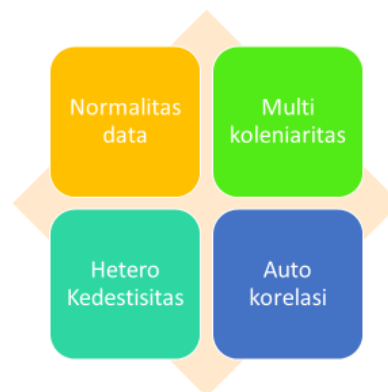 Normalitas
data
Multi
koleniaritas
Hetero
Kedestisitas
Auto
korelasi